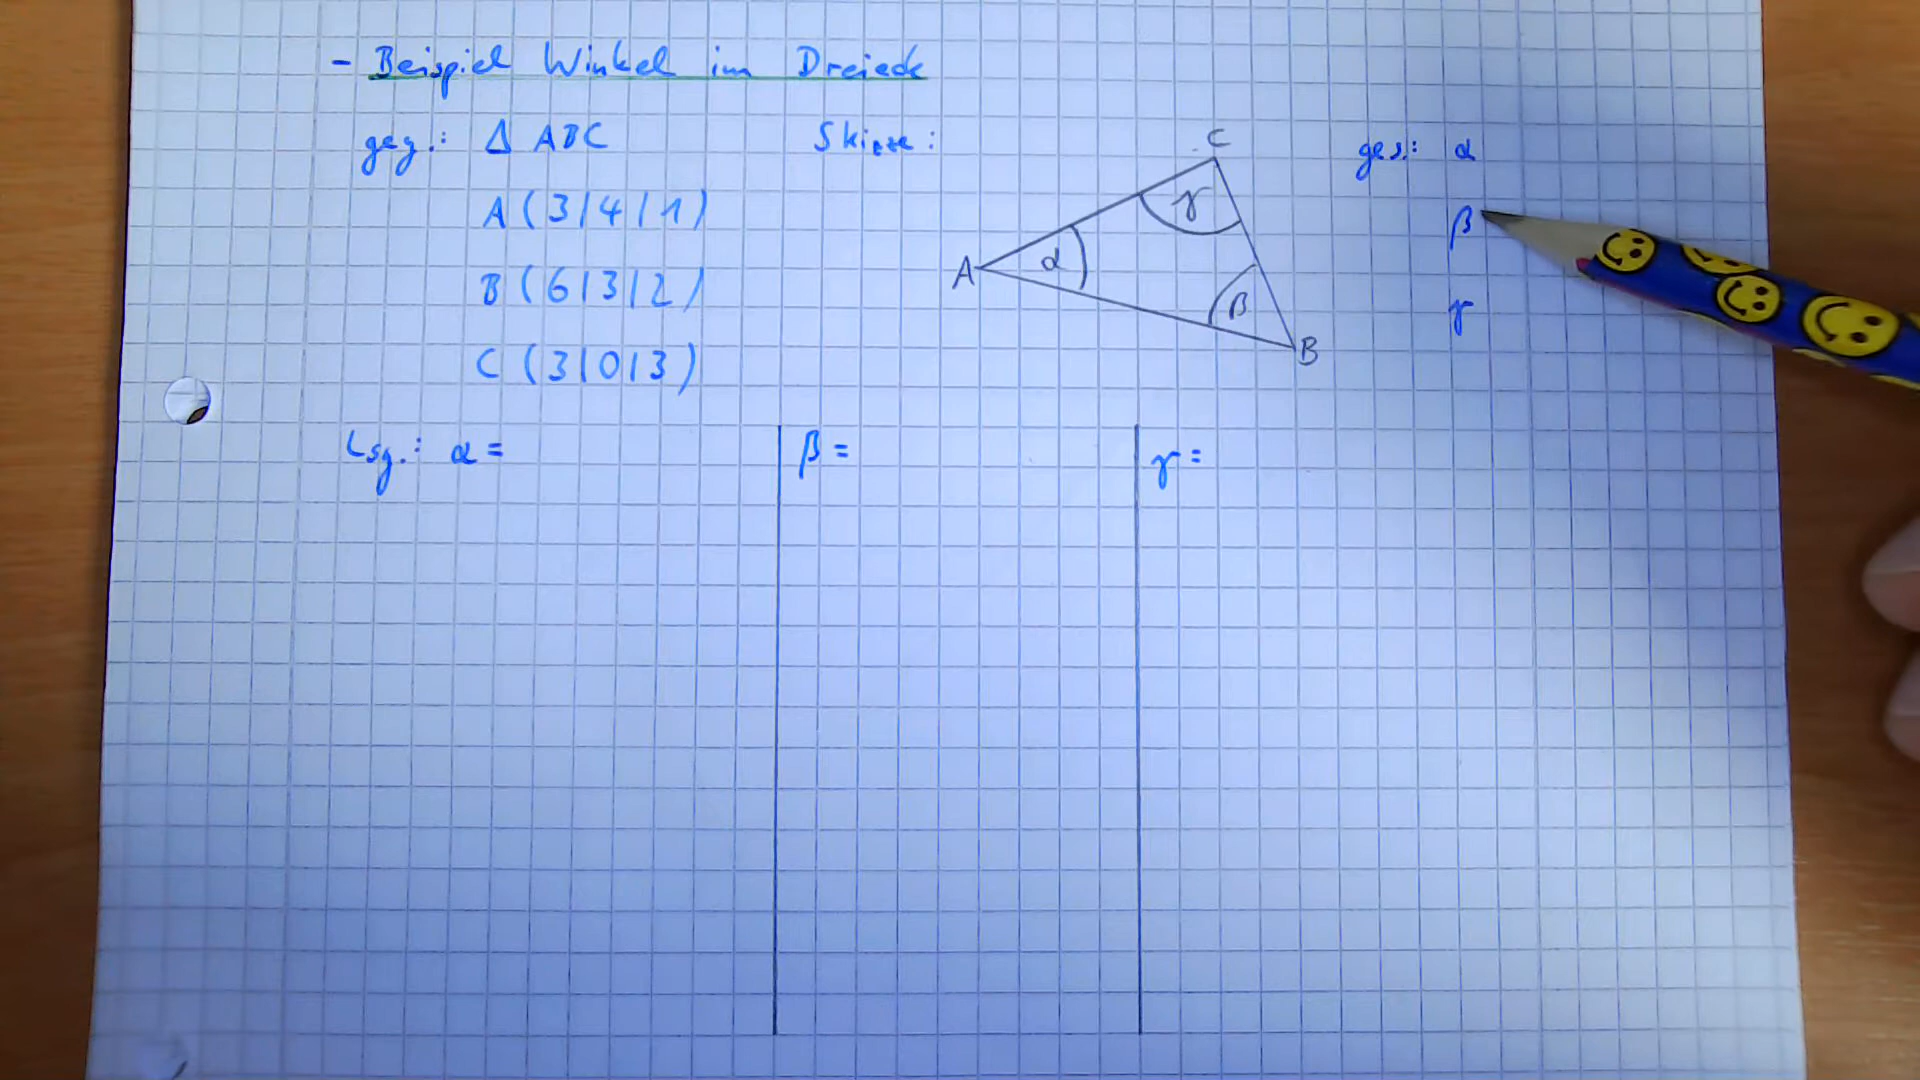 - Beispiel Winkel im Dreieck
geg.: Δ ABC
A(3|4|1)
B(6|3|2)
C(3|0|3)
Skizze:
C
γ
A
α
β
B
ges.: α
β
γ
Lsg.: α =
β =
γ =